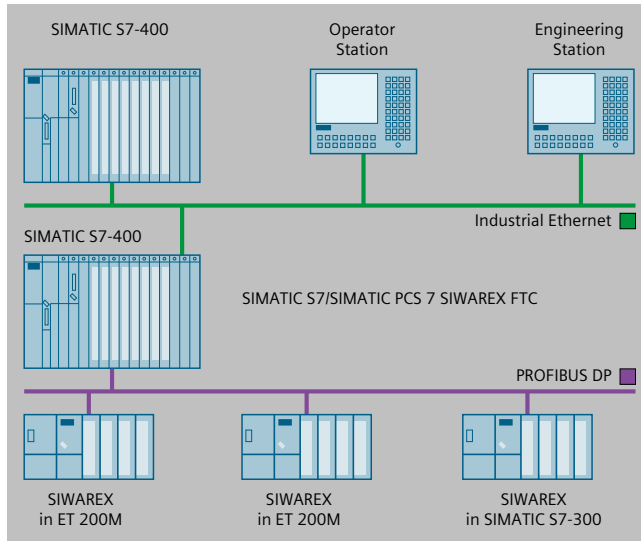 SIMATIC S7-400
Operator
Station
Engineering
Station
Industrial Ethernet
SIMATIC S7-400
SIMATIC S7/SIMATIC PCS 7 SIWAREX FTC
PROFIBUS DP
SIWAREX
in ET 200M
SIWAREX
in ET 200M
SIWAREX
in SIMATIC S7-300